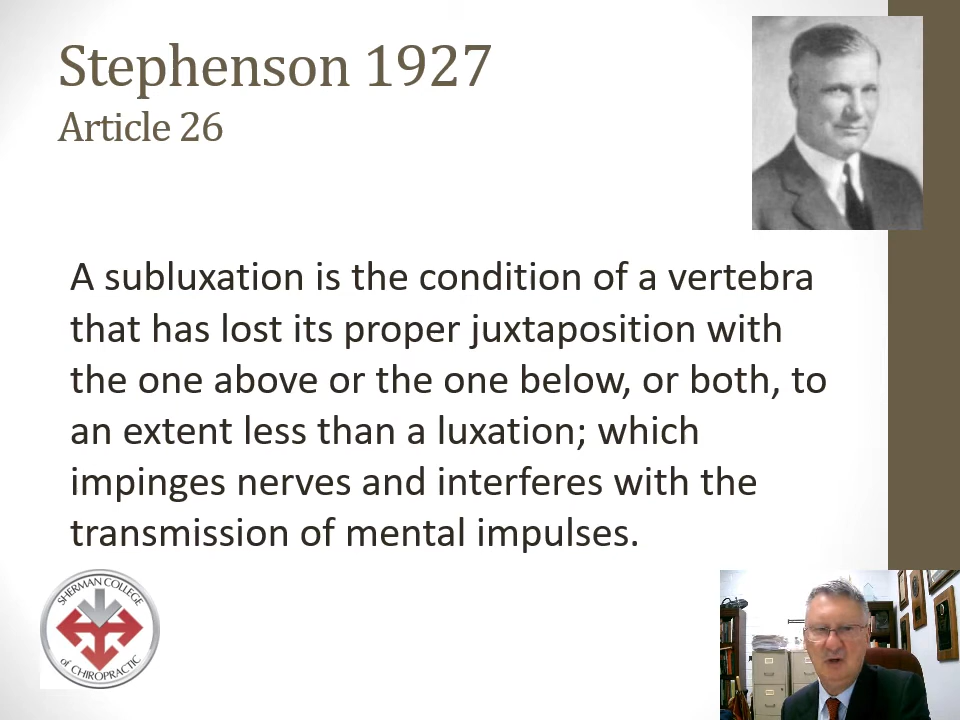 Stephenson 1927
Article 26
A subluxation is the condition of a vertebra
that has lost its proper juxtaposition with
the one above or the one below, or both, to
an extent less than a luxation; which
impinges nerves and interferes with the
transmission of mental impulses.
SHERMAN COLLEGE
of CHIROPRACTIC